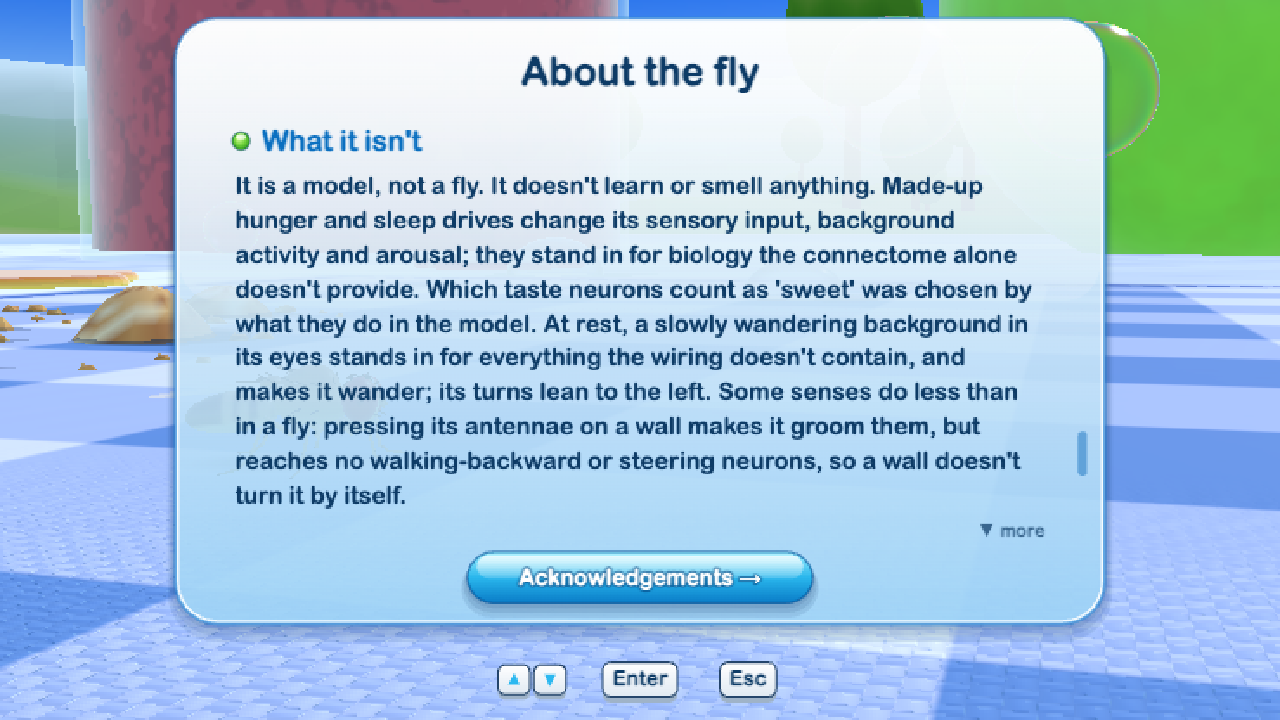 About the fly
What it isn't
It is a model, not a fly. It doesn't learn or smell anything. Made-up
hunger and sleep drives change its sensory input, background
activity and arousal; they stand in for biology the connectome alone
doesn't provide. Which taste neurons count as 'sweet' was chosen by
what they do in the model. At rest, a slowly wandering background in
its eyes stands in for everything the wiring doesn't contain, and
makes it wander; its turns lean to the left. Some senses do less than
in a fly: pressing its antennae on a wall makes it groom them, but
reaches no walking-backward or steering neurons, so a wall doesn't
turn it by itself.
▼ more
Acknowledgements →
▲ ▼ Enter Esc